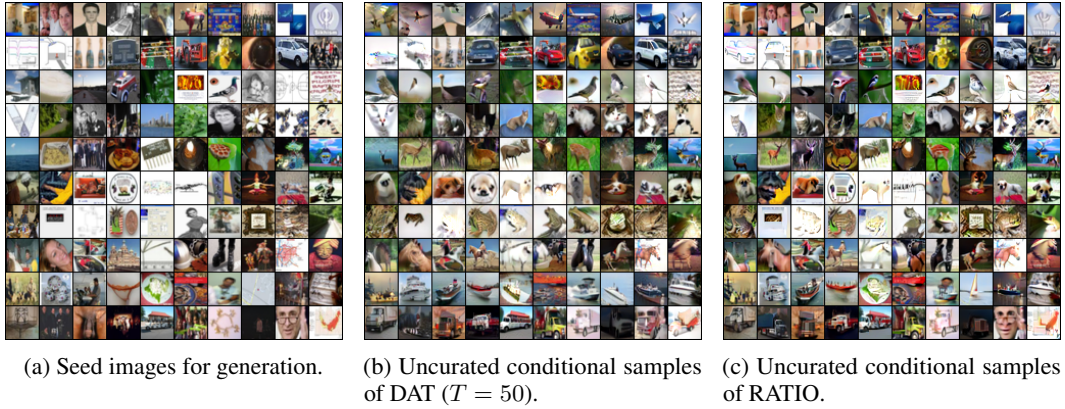 (a) Seed images for generation.
(b) Uncurated conditional samples
of DAT (T = 50).
(c) Uncurated conditional samples
of RATIO.